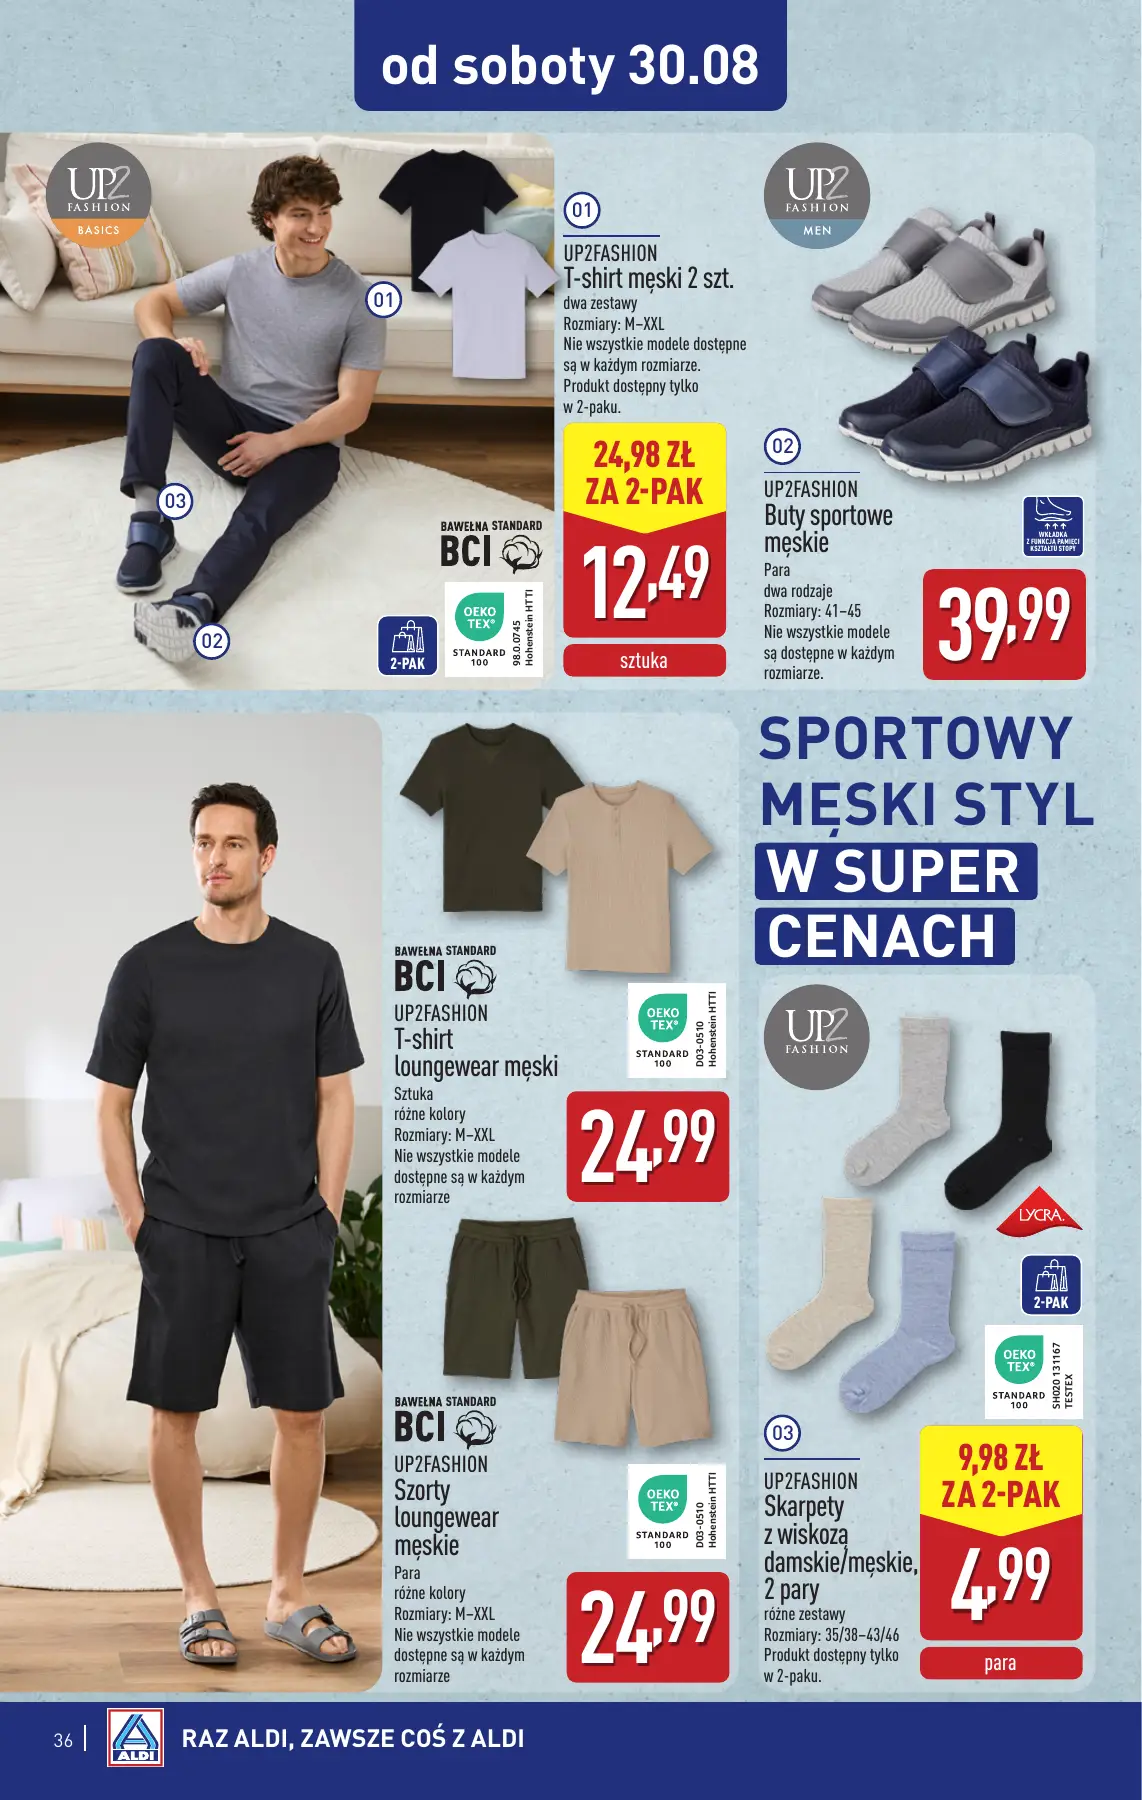 od soboty 30.08
UP2
FASHION
BASICS
01
01
03
02
BAWEŁNA STANDARD
BCI
2-PAK
OEKO
TEX®
STANDARD
100
98.0.0745
Hohenstein HTTI
UP2FASHION
T-shirt męski 2 szt.
dwa zestawy
Rozmiary: M–XXL
Nie wszystkie modele dostępne
są w każdym rozmiarze.
Produkt dostępny tylko
w 2-paku.
24,98 ZŁ
ZA 2-PAK
12,49
sztuka
UP2
FASHION
MEN
02
UP2FASHION
Buty sportowe
męskie
Para
dwa rodzaje
Rozmiary: 41–45
Nie wszystkie modele
są dostępne w każdym
rozmiarze.
WKŁADKA
Z FUNKCJĄ PAMIĘCI
KSZTAŁTU STOPY
39,99
SPORTOWY
MĘSKI STYL
W SUPER
CENACH
BAWEŁNA STANDARD
BCI
UP2FASHION
T-shirt
loungewear męski
Sztuka
różne kolory
Rozmiary: M–XXL
Nie wszystkie modele
dostępne są w każdym
rozmiarze
OEKO
TEX®
STANDARD
100
D03-0510
Hohenstein HTTI
24,99
BAWEŁNA STANDARD
BCI
UP2FASHION
Szorty
loungewear
męskie
Para
różne kolory
Rozmiary: M–XXL
Nie wszystkie modele
dostępne są w każdym
rozmiarze
OEKO
TEX®
STANDARD
100
D03-0510
Hohenstein HTTI
24,99
UP2
FASHION
LYCRA
2-PAK
OEKO
TEX®
STANDARD
100
SH020 131167
TESTEX
03
UP2FASHION
Skarpety
z wiskozą
damskie/męskie,
2 pary
różne zestawy
Rozmiary: 35/38–43/46
Produkt dostępny tylko
w 2-paku.
9,98 ZŁ
ZA 2-PAK
4,99
para
36
ALDI
RAZ ALDI, ZAWSZE COŚ Z ALDI